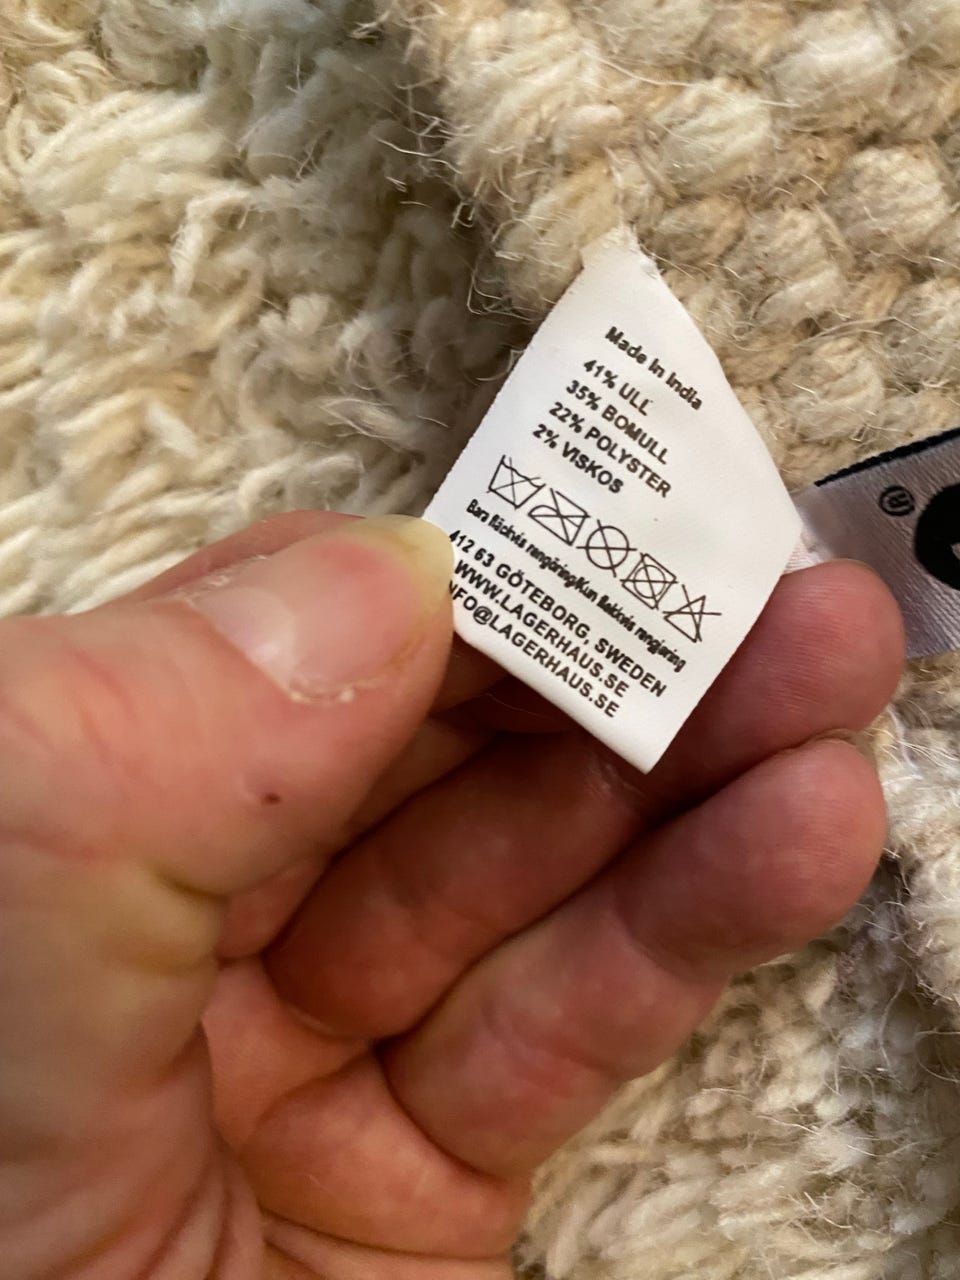 Made in India
41% ULL
35% BOMULL
22% POLYSTER
2% VISKOS
Bara fläckvis rengöring/Kun flekkvis rengjøring
412 63 GÖTEBORG, SWEDEN
WWW.LAGERHAUS.SE
NFO@LAGERHAUS.SE
®